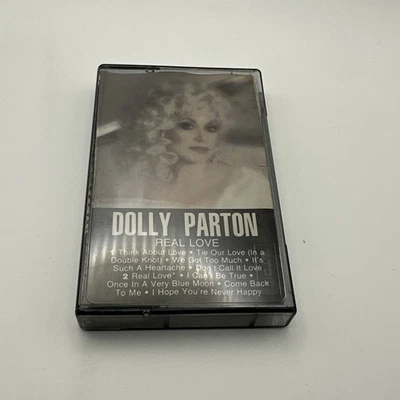 DOLLY PARTON
REAL LOVE
1 Think About Love • Tie Our Love (In a
Double Knot) • We Got Too Much • It's
Such A Heartache • Don't Call It Love
2 Real Love* • I Can't Be True •
Once In A Very Blue Moon • Come Back
To Me • I Hope You're Never Happy